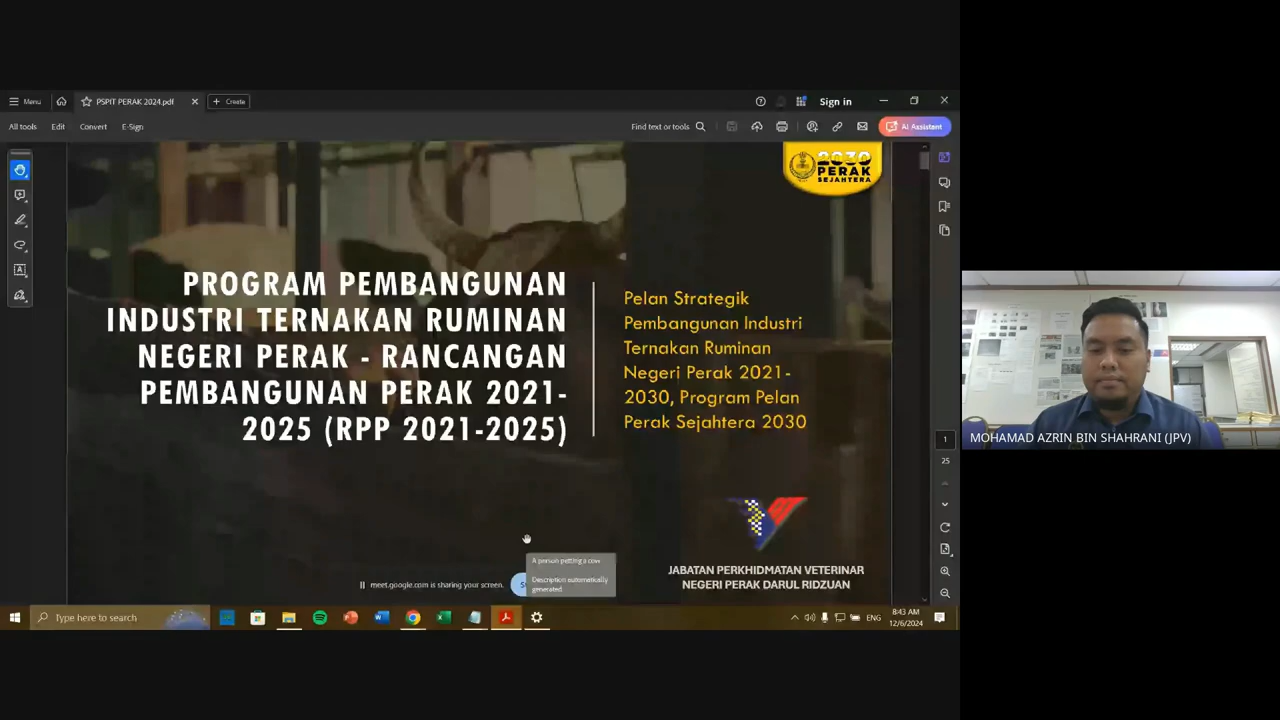 Menu
PSPIT PERAK 2024.pdf
Create
Sign in
All tools
Edit
Convert
E-Sign
Find text or tools
AI Assistant
2030
PERAK
SEJAHTERA
PROGRAM PEMBANGUNAN
INDUSTRI TERNAKAN RUMINAN
NEGERI PERAK - RANCANGAN
PEMBANGUNAN PERAK 2021-
2025 (RPP 2021-2025)
Pelan Strategik
Pembangunan Industri
Ternakan Ruminan
Negeri Perak 2021-
2030, Program Pelan
Perak Sejahtera 2030
JABATAN PERKHIDMATAN VETERINAR
NEGERI PERAK DARUL RIDZUAN
A person petting a cow
Description automatically
generated
meet.google.com is sharing your screen.
1
25
Type here to search
ENG
8:43 AM
12/6/2024
MOHAMAD AZRIN BIN SHAHRANI (JPV)